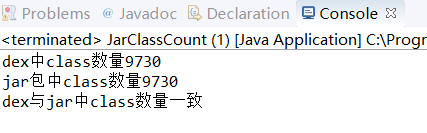 Problems @ Javadoc Declaration Console
<terminated> JarClassCount (1) [Java Application] C:\Progr
dex中class数量9730
jar包中class数量9730
dex与jar中class数量一致